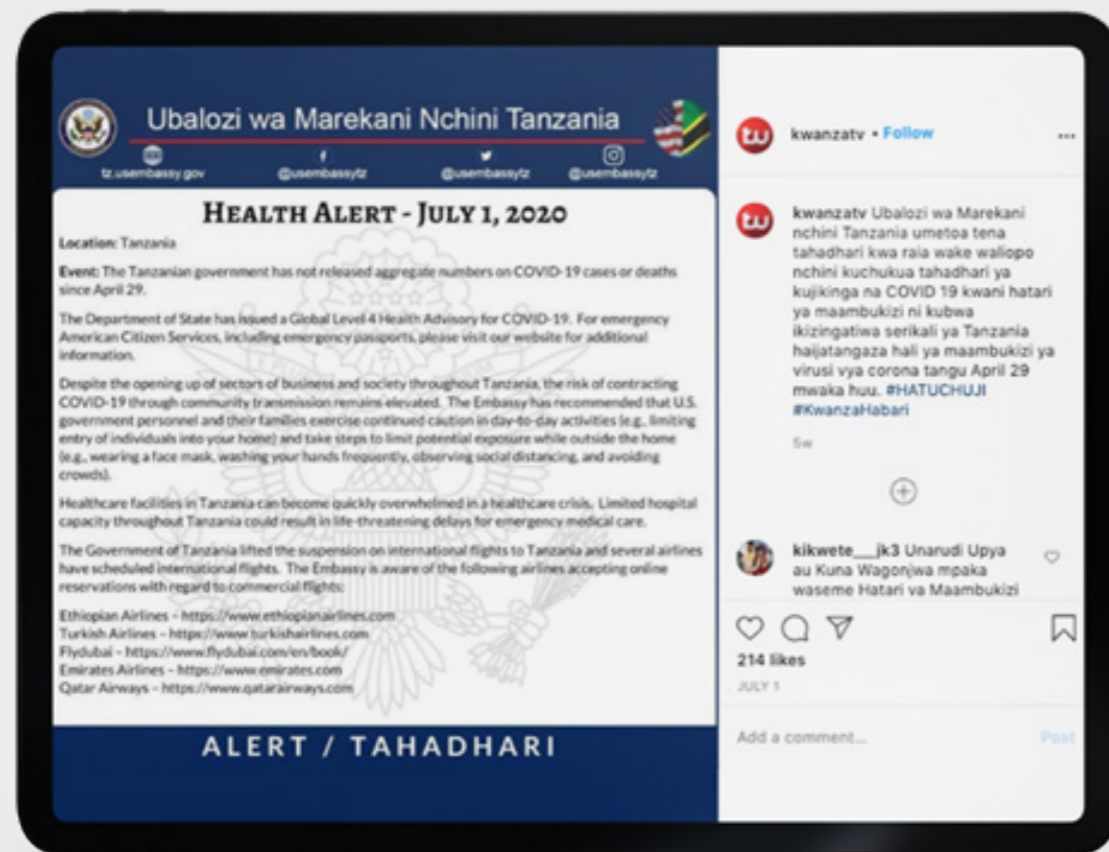 Ubalozi wa Marekani Nchini Tanzania
tz.usembassy.gov
@usembassytz
@usembassytz
@usembassytz
HEALTH ALERT - JULY 1, 2020
Location: Tanzania
Event: The Tanzanian government has not released aggregate numbers on COVID-19 cases or deaths
since April 29.
The Department of State has issued a Global Level 4 Health Advisory for COVID-19. For emergency
American Citizen Services, including emergency passports, please visit our website for additional
information.
Despite the opening up of sectors of business and society throughout Tanzania, the risk of contracting
COVID-19 through community transmission remains elevated. The Embassy has recommended that U.S.
government personnel and their families exercise continued caution in day-to-day activities (e.g., limiting
entry of individuals into your home) and take steps to limit potential exposure while outside the home
(e.g., wearing a face mask, washing your hands frequently, observing social distancing, and avoiding
crowds).
Healthcare facilities in Tanzania can become quickly overwhelmed in a healthcare crisis. Limited hospital
capacity throughout Tanzania could result in life-threatening delays for emergency medical care.
The Government of Tanzania lifted the suspension on international flights to Tanzania and several airlines
have scheduled international flights. The Embassy is aware of the following airlines accepting online
reservations with regard to commercial flights:
Ethiopian Airlines – https://www.ethiopianairlines.com
Turkish Airlines – https://www.turkishairlines.com
Flydubai – https://www.flydubai.com/en/book/
Emirates Airlines – https://www.emirates.com
Qatar Airways – https://www.qatarairways.com
ALERT / TAHADHARI
kwanzatv • Follow
kwanzatv Ubalozi wa Marekani
nchini Tanzania umetoa tena
tahadhari kwa raia wake waliopo
nchini kuchukua tahadhari ya
kujikinga na COVID 19 kwani hatari
ya maambukizi ni kubwa
ikizingatiwa serikali ya Tanzania
haijatangaza hali ya maambukizi ya
virusi vya corona tangu April 29
mwaka huu. #HATUCHUJI
#KwanzaHabari
5w
kikwete___jk3 Unarudi Upya
au Kuna Wagonjwa mpaka
waseme Hatari va Maambukizi
214 likes
JULY 1
Add a comment...
Post